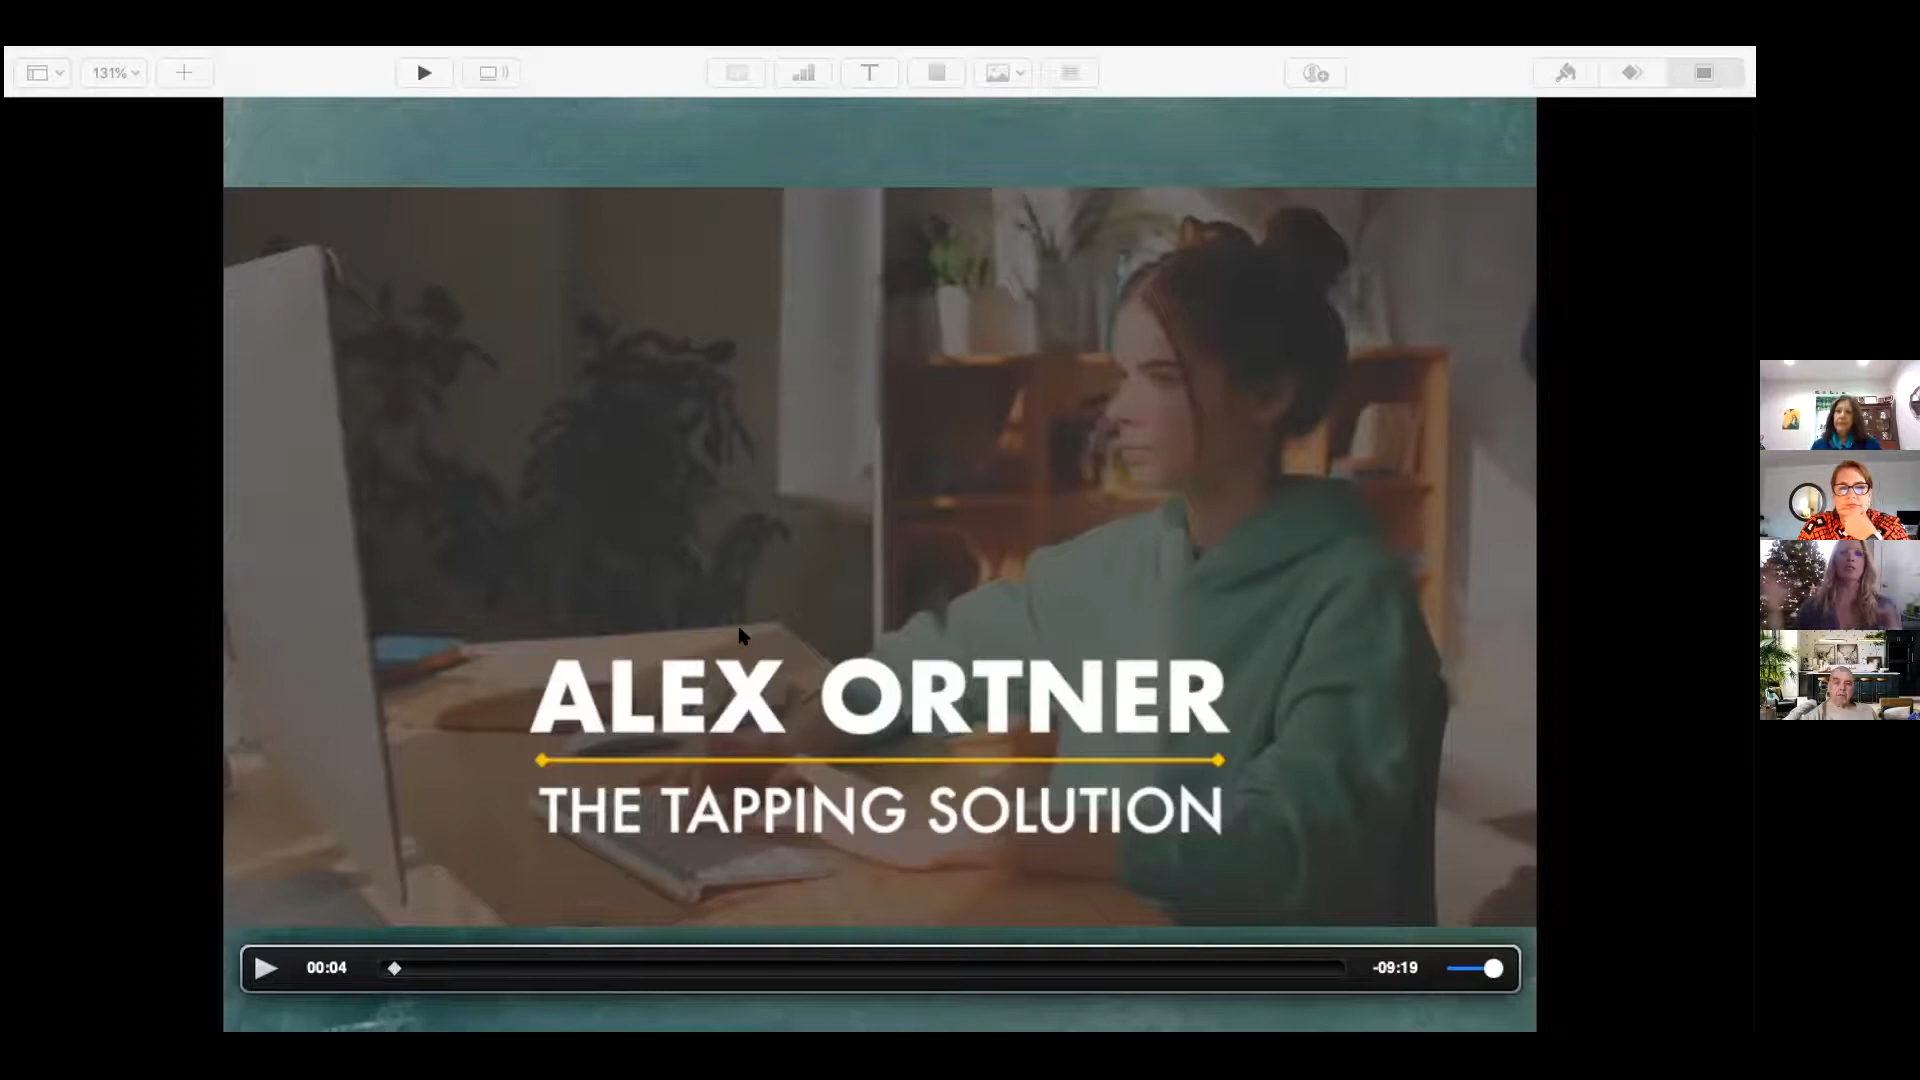 131%
T
ALEX ORTNER
THE TAPPING SOLUTION
00:04
-09:19